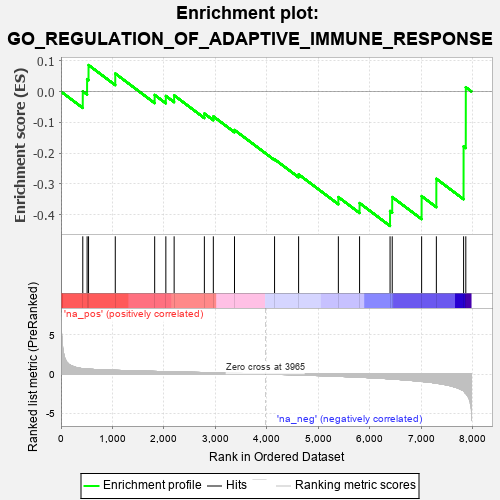 Enrichment plot:
GO_REGULATION_OF_ADAPTIVE_IMMUNE_RESPONSE
Enrichment score (ES)
0.1
0.0
-0.1
-0.2
-0.3
-0.4
Ranked list metric (PreRanked)
'na_pos' (positively correlated)
5
0
-5
Zero cross at 3965
'na_neg' (negatively correlated)
0 1,000 2,000 3,000 4,000 5,000 6,000 7,000 8,000
Rank in Ordered Dataset
Enrichment profile Hits Ranking metric scores